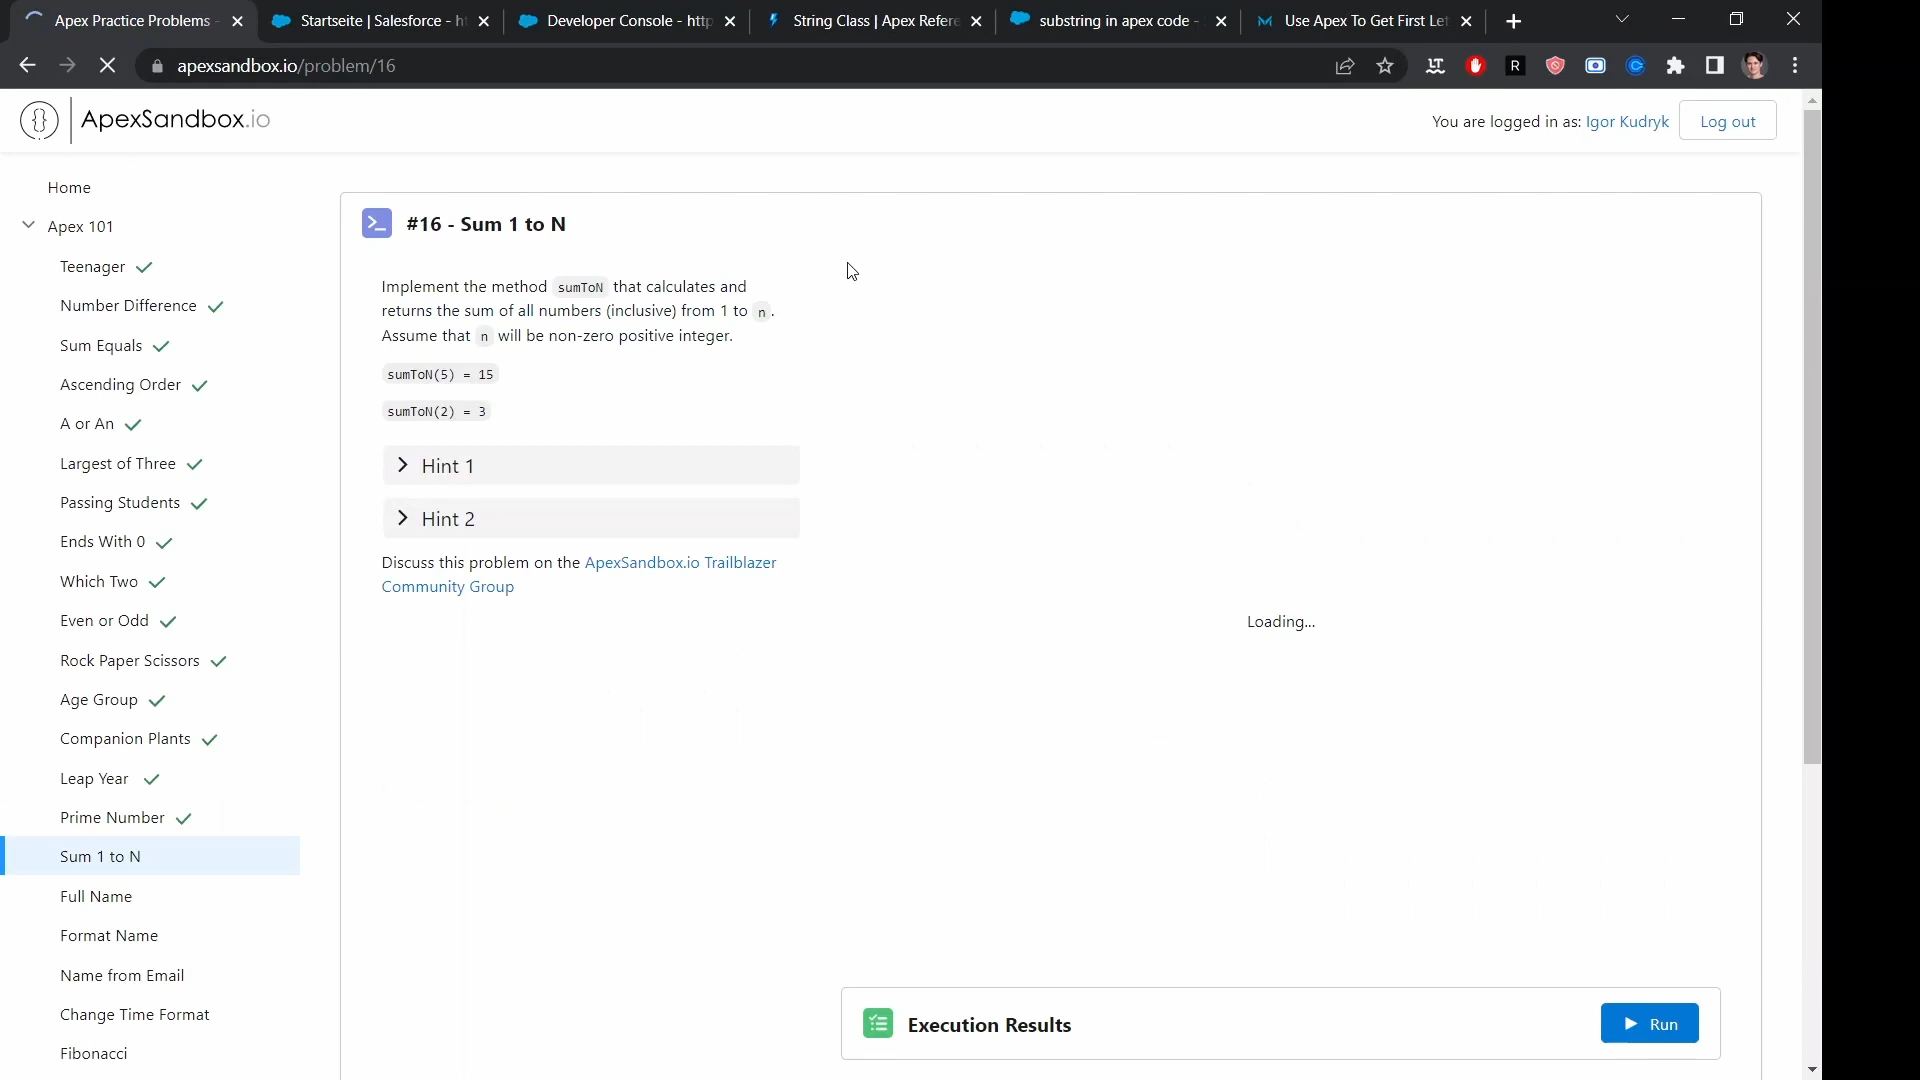 Apex Practice Problems -
Startseite | Salesforce - h
Developer Console - http
String Class | Apex Refere
substring in apex code -
Use Apex To Get First Let
apexsandbox.io/problem/16
ApexSandbox.io
You are logged in as: Igor Kudryk
Log out
Home
Apex 101
Teenager
Number Difference
Sum Equals
Ascending Order
A or An
Largest of Three
Passing Students
Ends With 0
Which Two
Even or Odd
Rock Paper Scissors
Age Group
Companion Plants
Leap Year
Prime Number
Sum 1 to N
Full Name
Format Name
Name from Email
Change Time Format
Fibonacci
#16 - Sum 1 to N
Implement the method sumToN that calculates and
returns the sum of all numbers (inclusive) from 1 to n.
Assume that n will be non-zero positive integer.
sumToN(5) = 15
sumToN(2) = 3
Hint 1
Hint 2
Discuss this problem on the ApexSandbox.io Trailblazer
Community Group
Loading...
Execution Results
Run